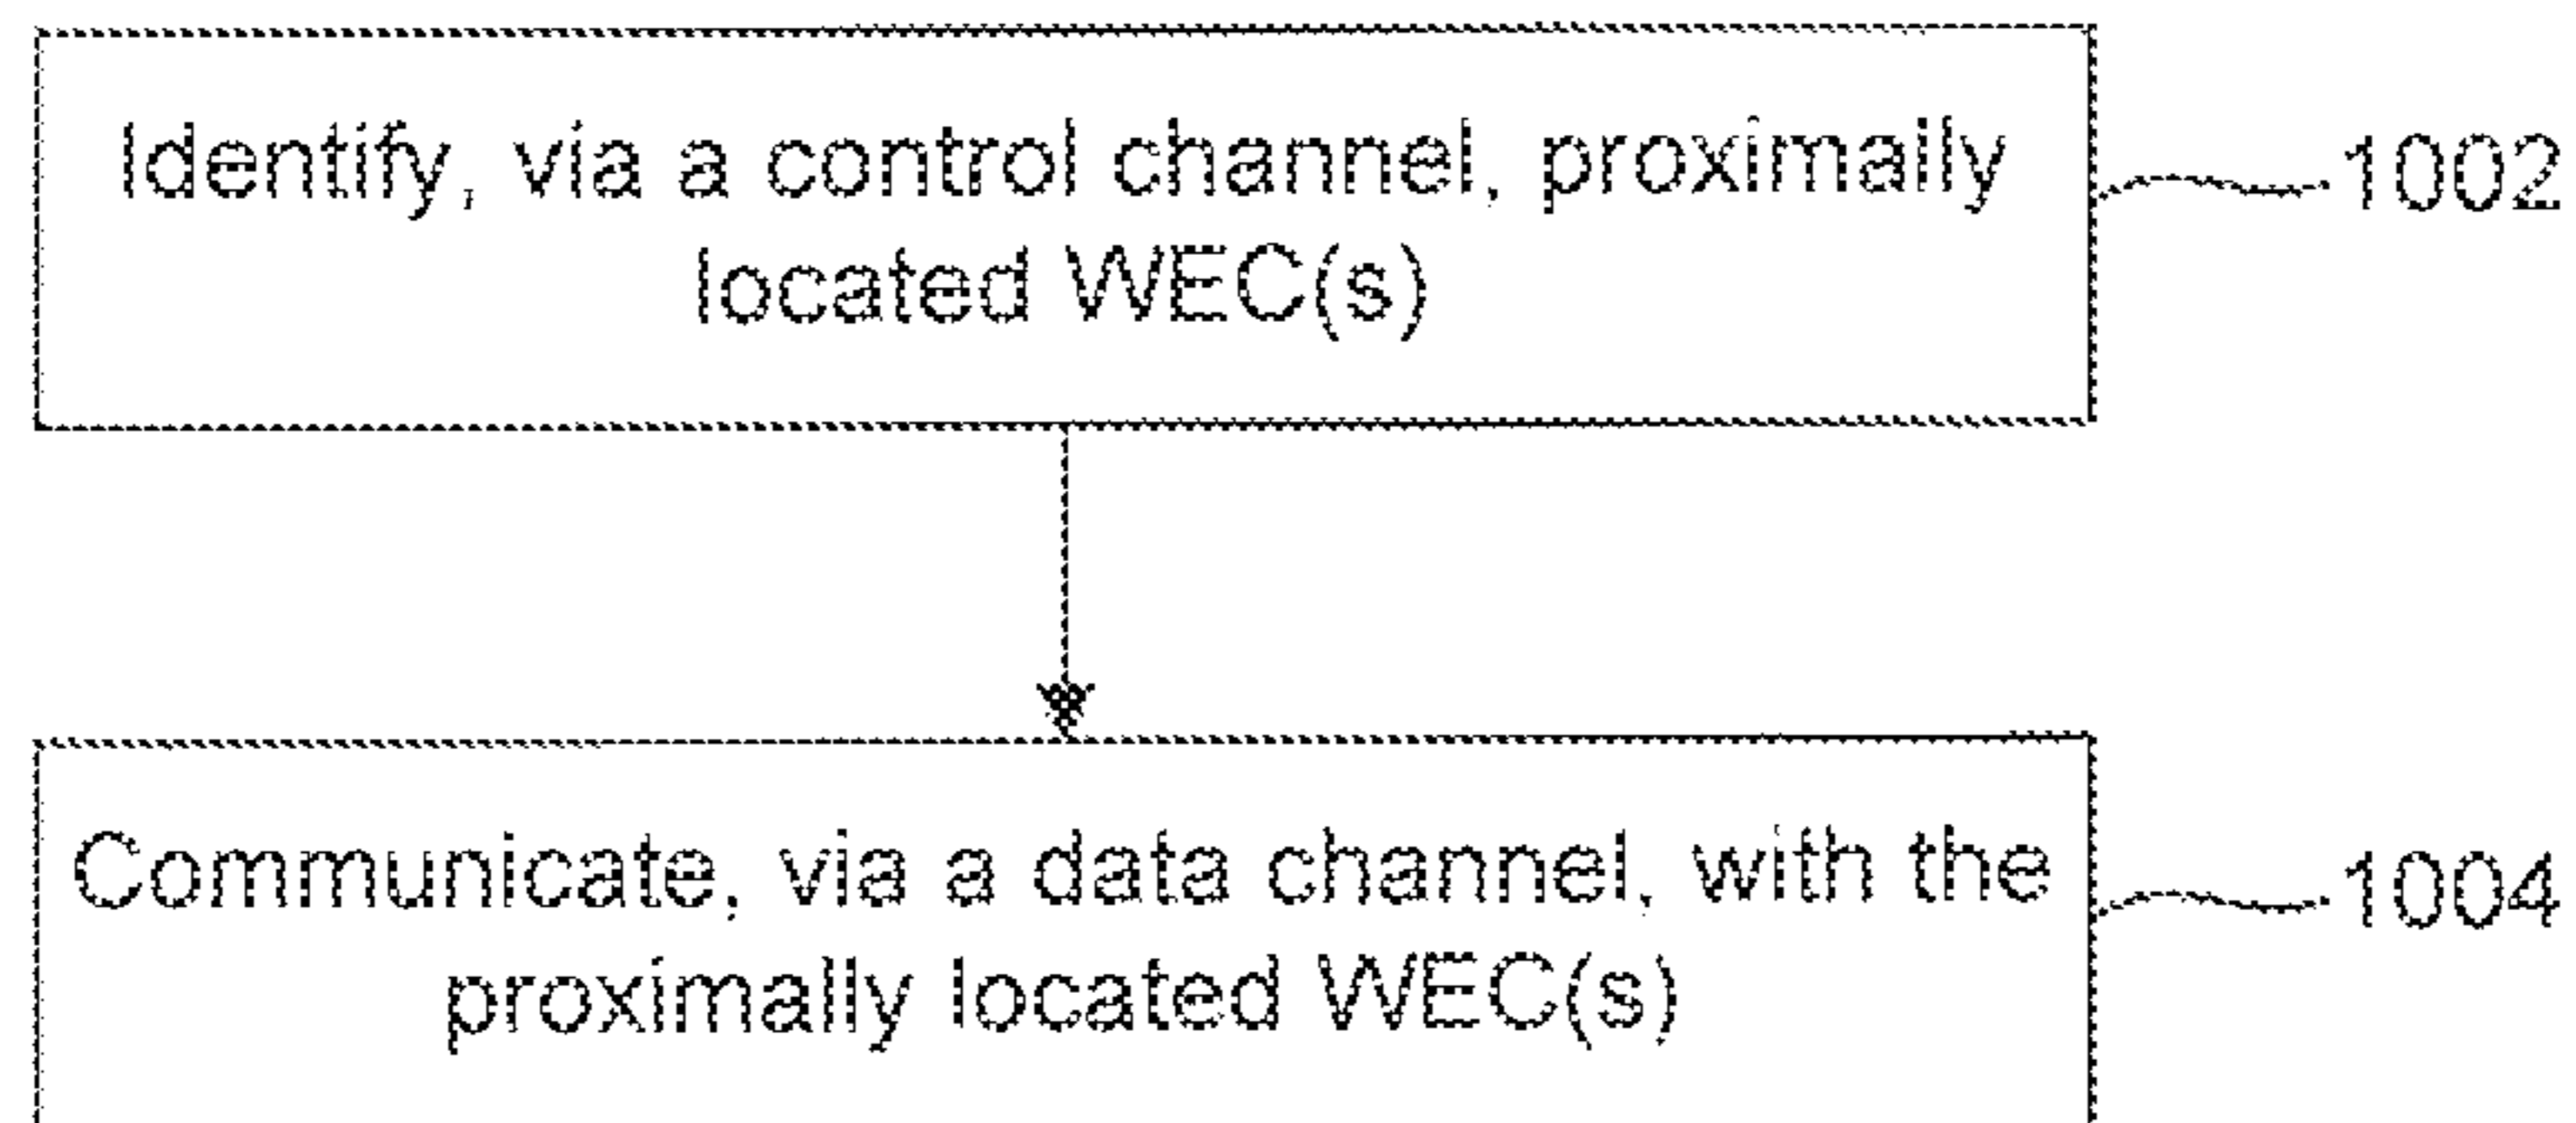 Identify, via a control channel, proximally
located WEC(s)
1002
Communicate, via a data channel, with the
proximally located WEC(s)
1004